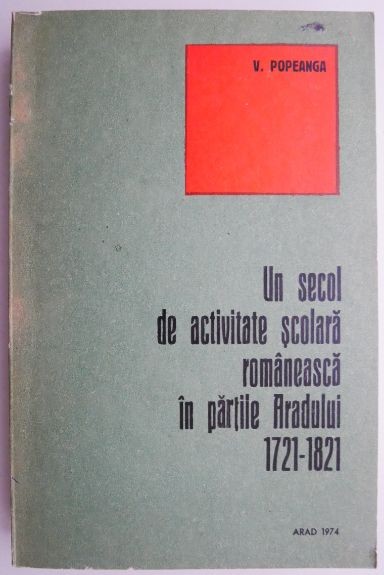 V. POPEANGA
Un secol
de activitate școlară
românească
în părțile Aradului
1721-1821
ARAD 1974